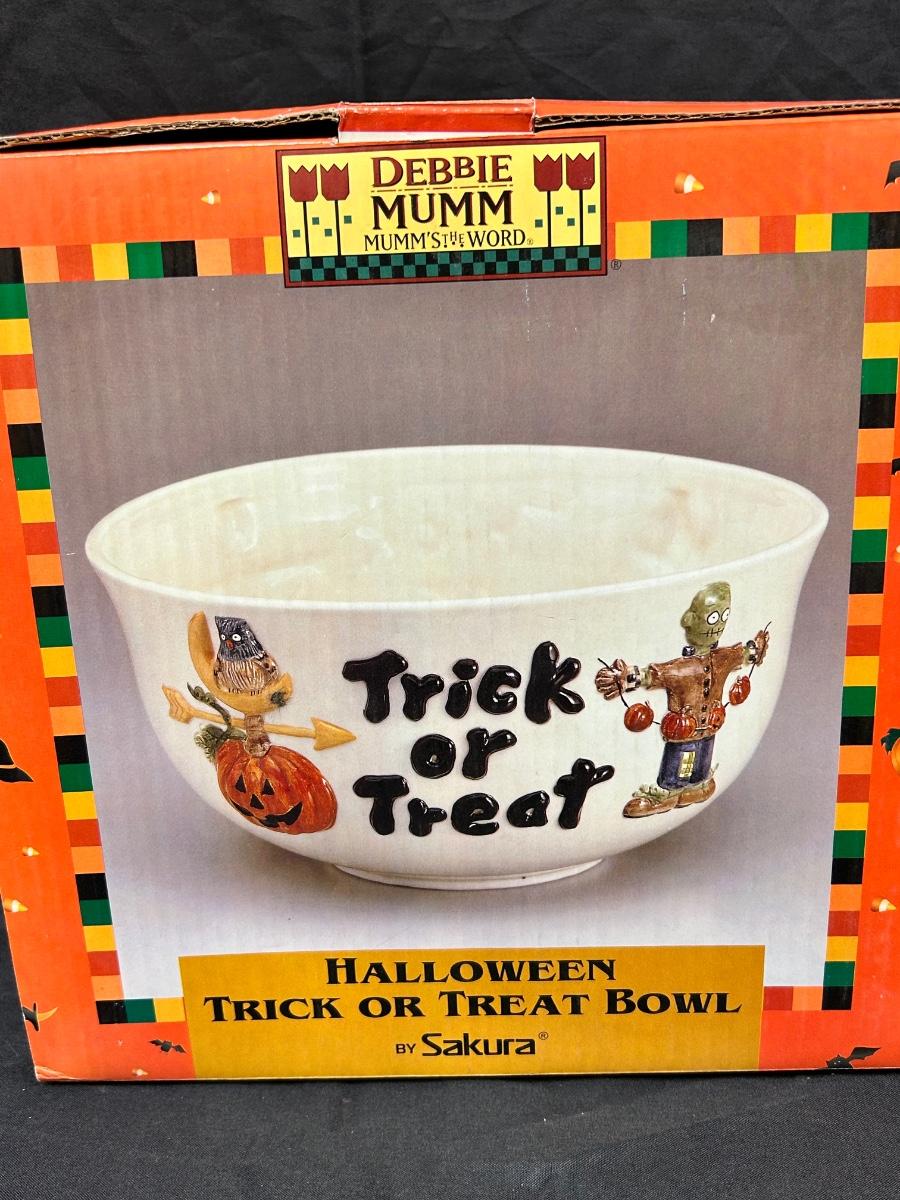 DEBBIE
MUMM
MUMM'S THE WORD®
®
Trick
or
Treat
HALLOWEEN
TRICK OR TREAT BOWL
BY Sakura®